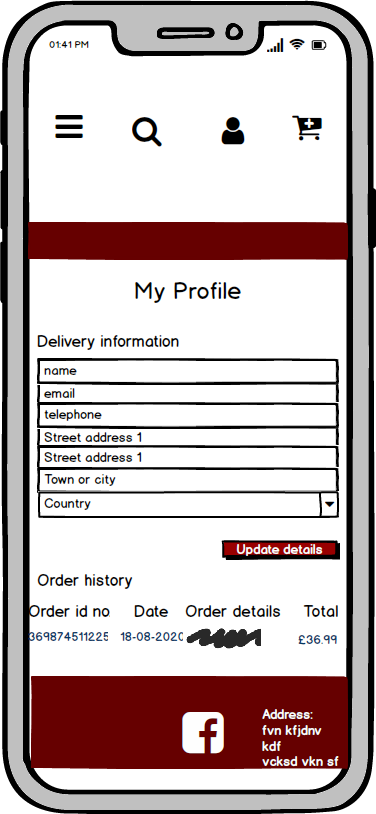 01:41 PM
My Profile
Delivery information
name
email
telephone
Street address 1
Street address 1
Town or city
Country
Update details
Order history
Order id no Date Order details Total
369874511225 18-08-2020 £36.99
Address:
fvn kfjdnv
kdf
vcksd vkn sf